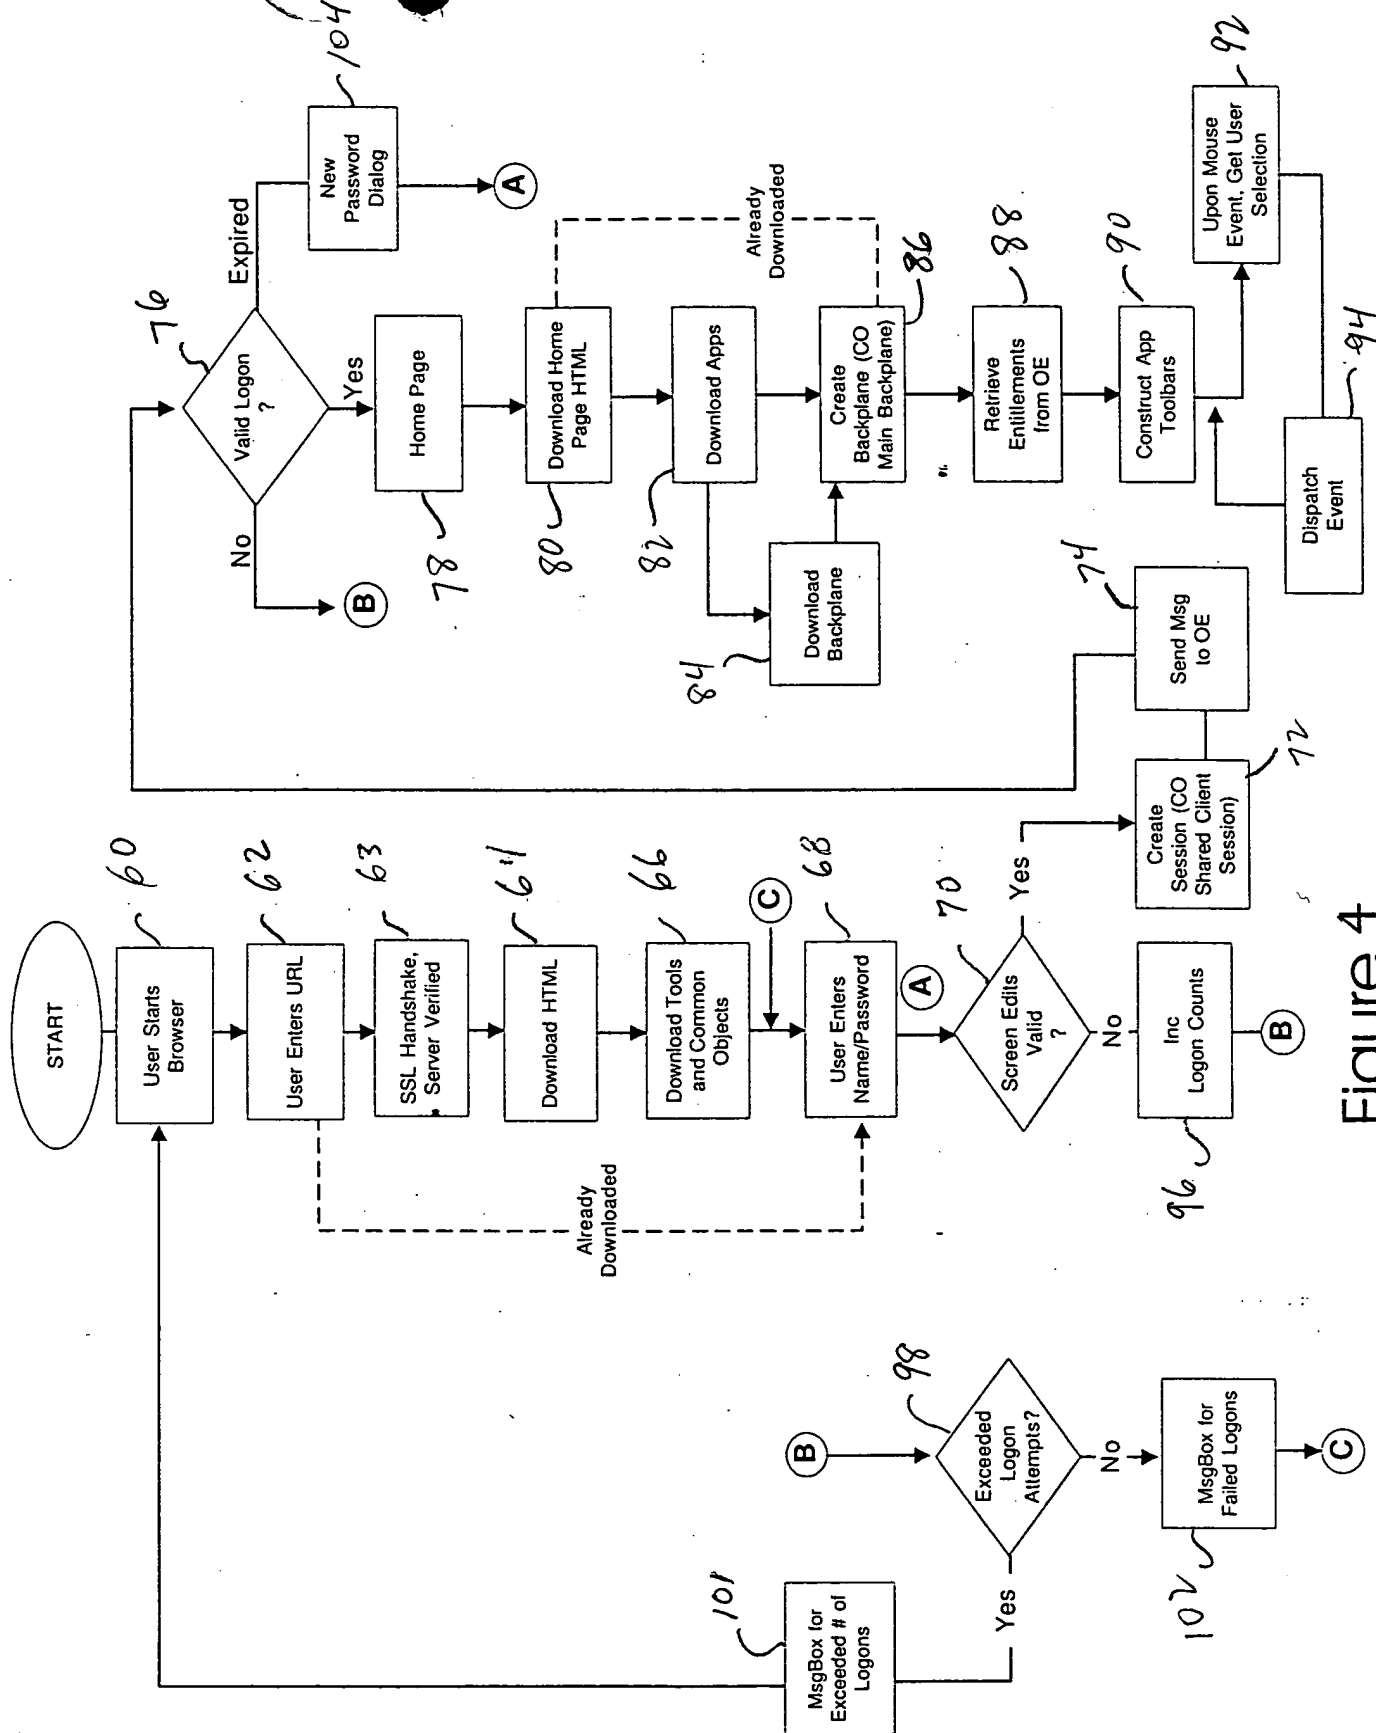 START
60
User Starts
Browser
62
User Enters URL
63
SSL Handshake,
Server Verified
64
Download HTML
66
Download Tools
and Common
Objects
C
68
User Enters
Name/Password
Already
Downloaded
A
70
Screen Edits
Valid
?
Yes
No
Inc
Logon Counts
96
B
Create
Session (CO
Shared Client
Session)
72
Send Msg
to OE
74
76
Valid Logon
?
Expired
No
Yes
B
New
Password
Dialog
104
A
Home Page
78
Download Home
Page HTML
80
Download Apps
82
Already
Downloaded
Download
Backplane
84
Create
Backplane (CO
Main Backplane)
86
Retrieve
Entitlements
from OE
88
Construct App
Toolbars
90
Upon Mouse
Event, Get User
Selection
92
Dispatch
Event
94
B
98
Exceeded
Logon
Attempts?
Yes
No
MsgBox for
Exceeded # of
Logons
101
MsgBox for
Failed Logons
102
C
Figure 4